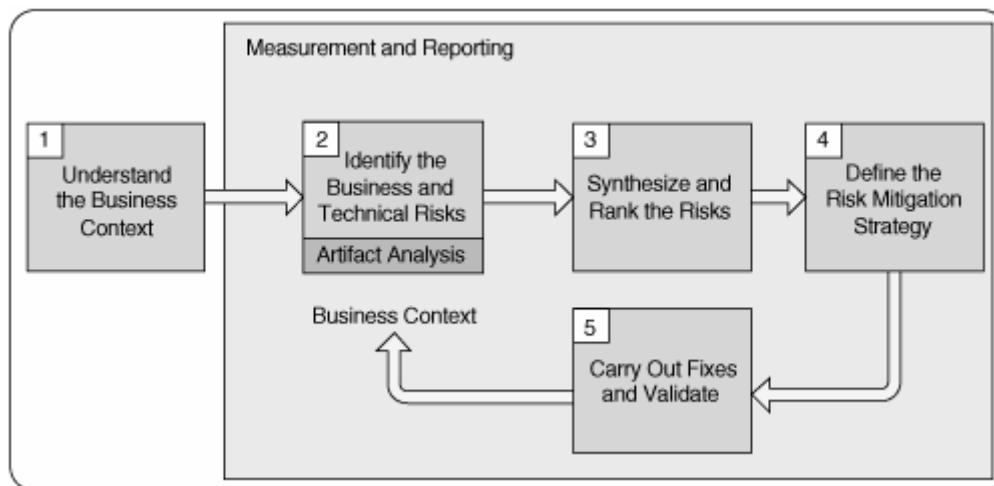 Measurement and Reporting
1
Understand
the Business
Context
2
Identify the
Business and
Technical Risks
Artifact Analysis
3
Synthesize and
Rank the Risks
4
Define the
Risk Mitigation
Strategy
Business Context
5
Carry Out Fixes
and Validate